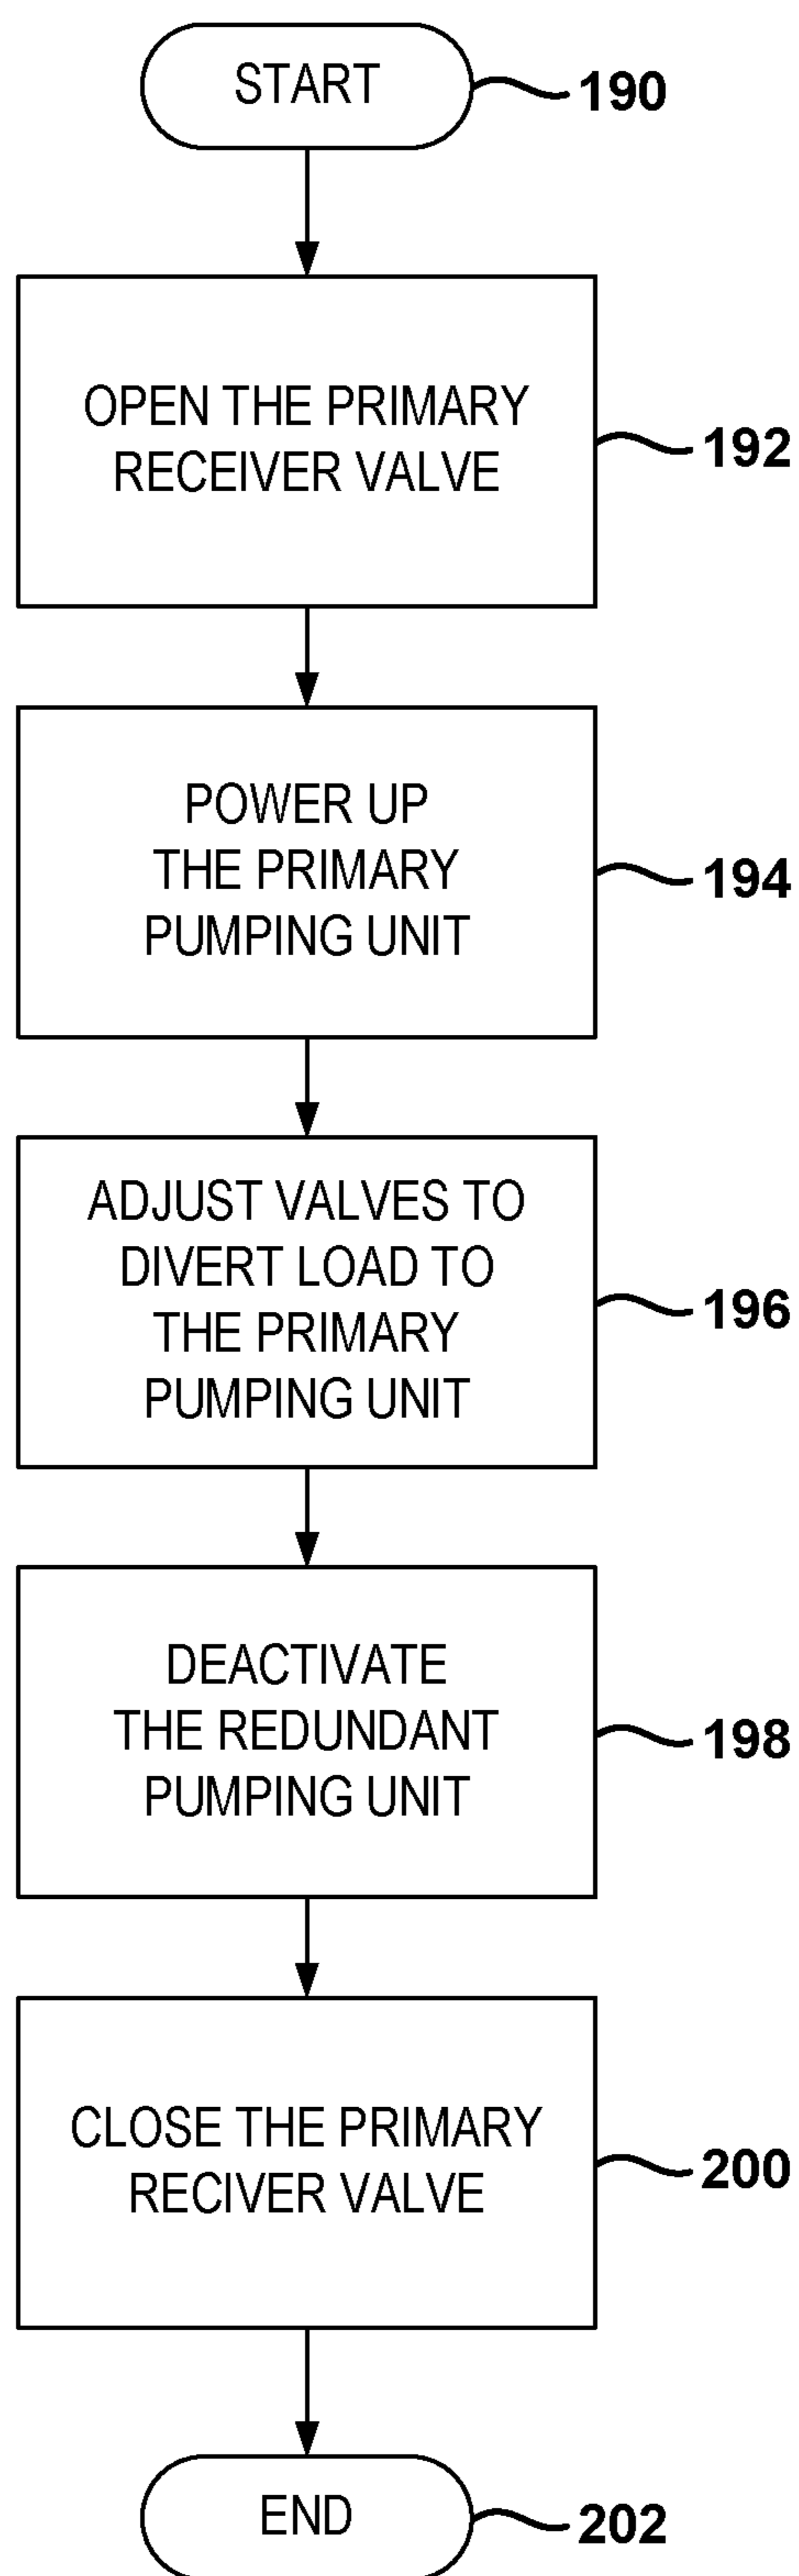 START
190
OPEN THE PRIMARY
RECEIVER VALVE
192
POWER UP
THE PRIMARY
PUMPING UNIT
194
ADJUST VALVES TO
DIVERT LOAD TO
THE PRIMARY
PUMPING UNIT
196
DEACTIVATE
THE REDUNDANT
PUMPING UNIT
198
CLOSE THE PRIMARY
RECIVER VALVE
200
END
202